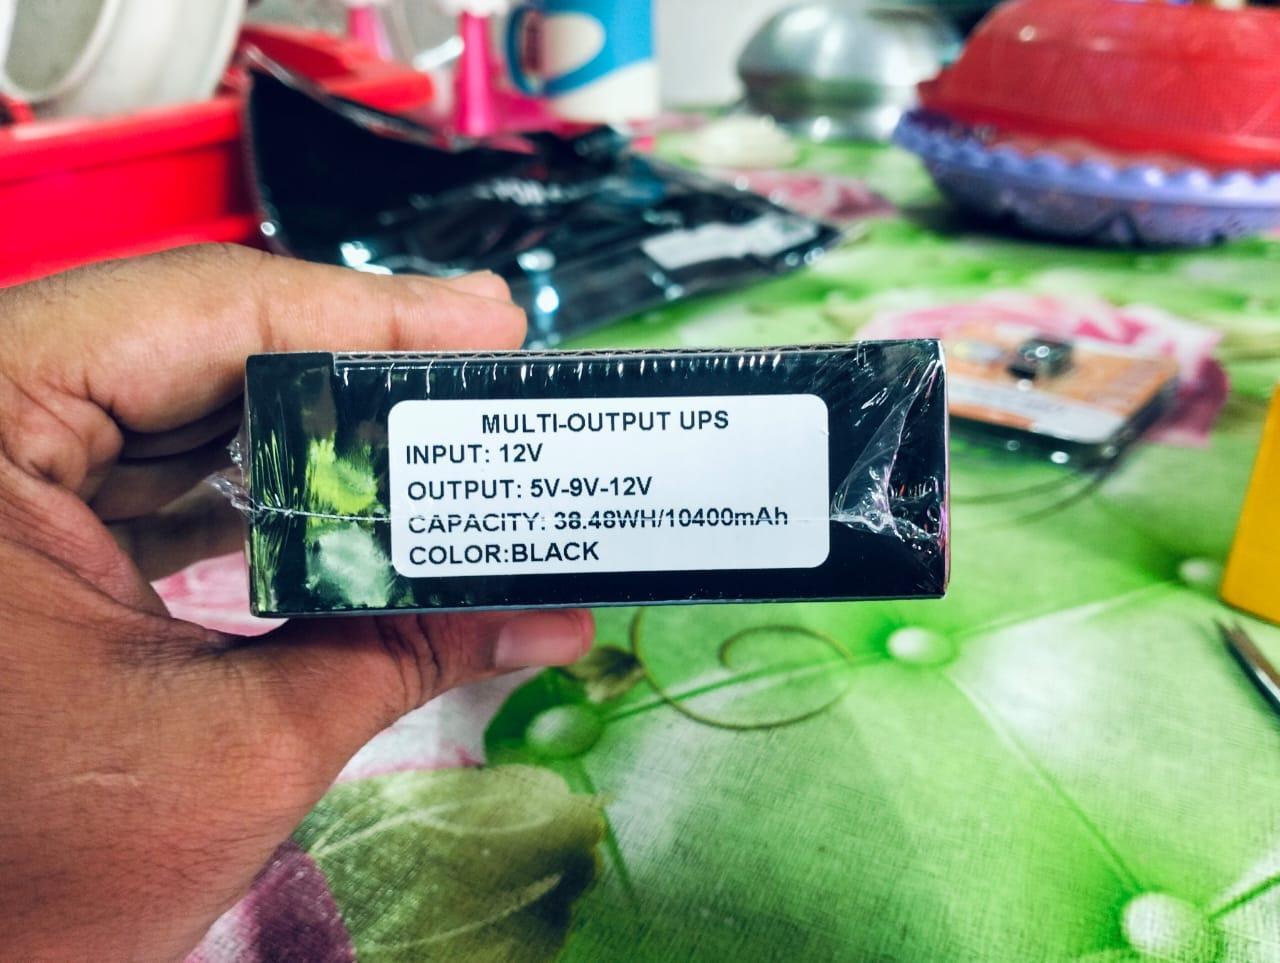 MULTI-OUTPUT UPS
INPUT: 12V
OUTPUT: 5V-9V-12V
CAPACITY: 38.48WH/10400mAh
COLOR:BLACK